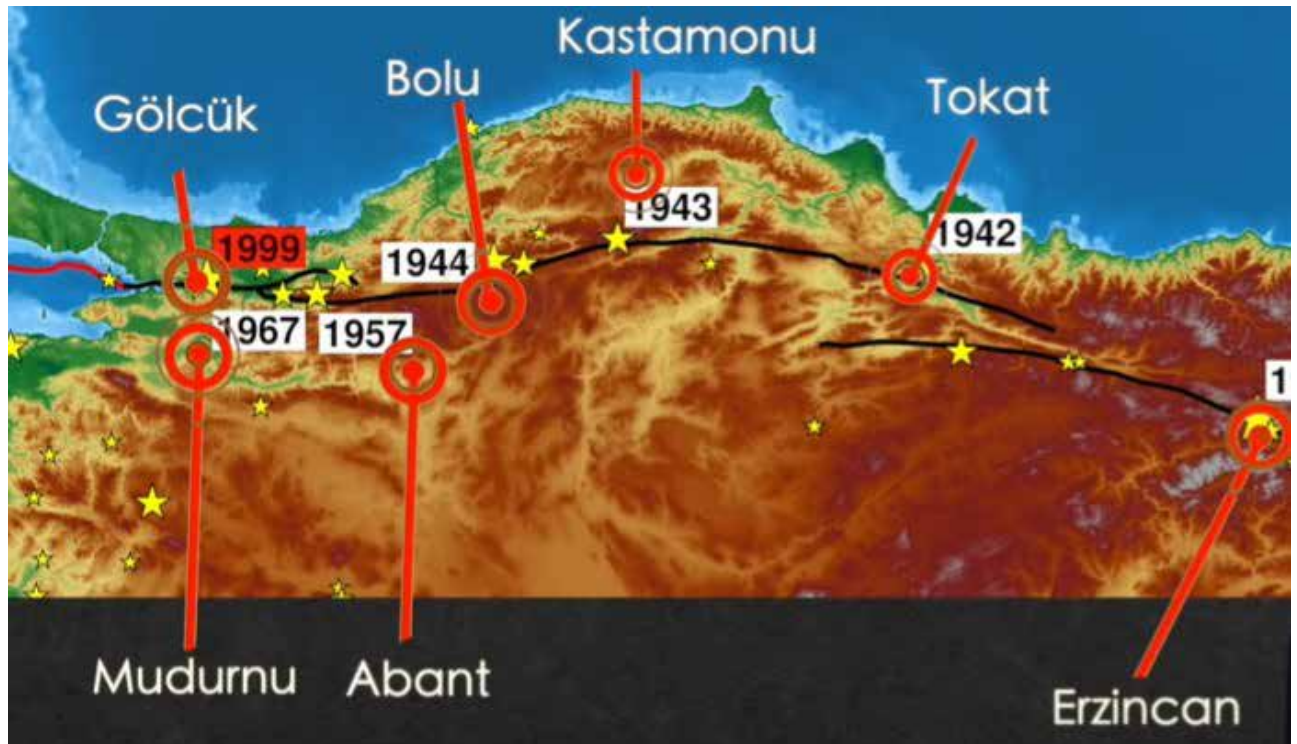 Kastamonu
Bolu
Tokat
Gölcük
1943
1942
1999
1944
1967
1957
Mudurnu
Abant
Erzincan